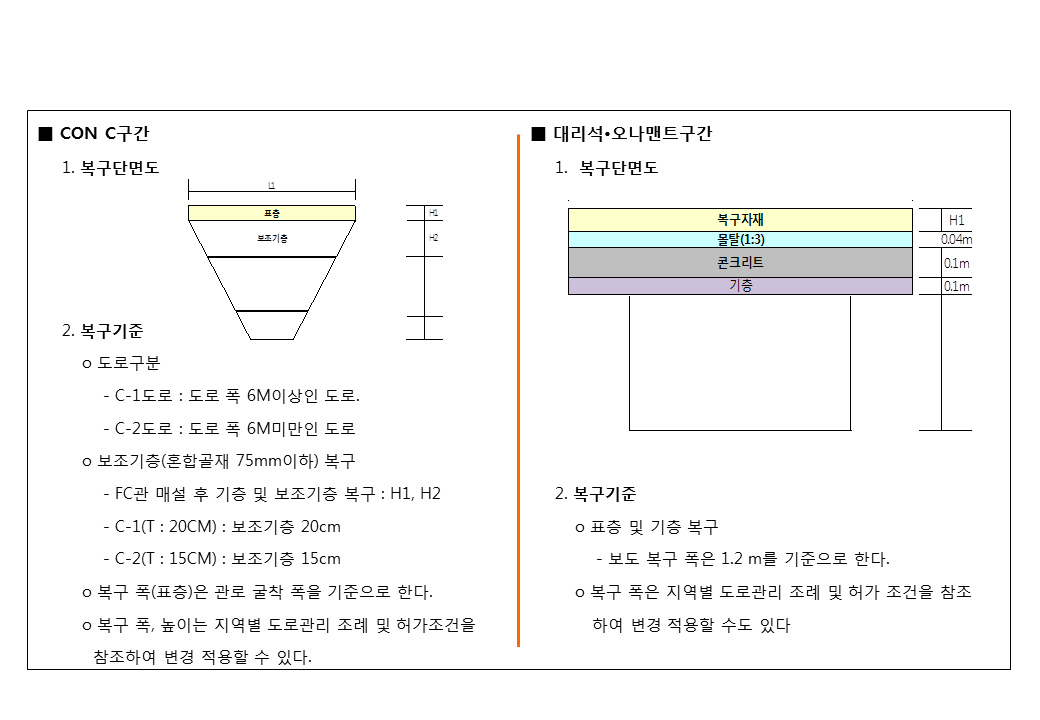 ■ CON C구간
1. 복구단면도
L1
표층
H1
보조기층
H2
2. 복구기준
o 도로구분
- C-1도로 : 도로 폭 6M이상인 도로.
- C-2도로 : 도로 폭 6M미만인 도로
o 보조기층(혼합골재 75mm이하) 복구
- FC관 매설 후 기층 및 보조기층 복구 : H1, H2
- C-1(T : 20CM) : 보조기층 20cm
- C-2(T : 15CM) : 보조기층 15cm
o 복구 폭(표층)은 관로 굴착 폭을 기준으로 한다.
o 복구 폭, 높이는 지역별 도로관리 조례 및 허가조건을
참조하여 변경 적용할 수 있다.
■ 대리석•오나맨트구간
1. 복구단면도
복구자재
H1
몰탈(1:3)
0.04m
콘크리트
0.1m
기층
0.1m
2. 복구기준
o 표층 및 기층 복구
- 보도 복구 폭은 1.2 m를 기준으로 한다.
o 복구 폭은 지역별 도로관리 조례 및 허가 조건을 참조
하여 변경 적용할 수도 있다